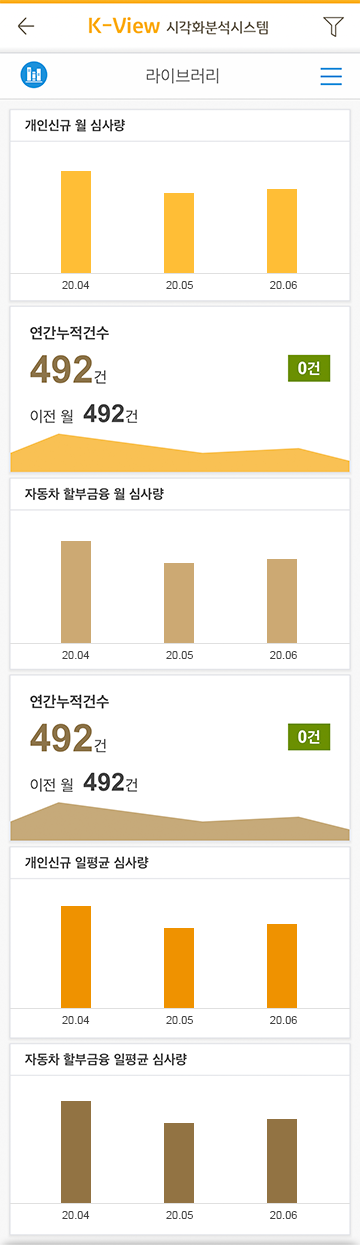 K-View 시각화분석시스템
라이브러리
개인신규 월 심사량
20.04 20.05 20.06
연간누적건수
492건 0건
이전 월 492건
자동차 할부금융 월 심사량
20.04 20.05 20.06
연간누적건수
492건 0건
이전 월 492건
개인신규 일평균 심사량
20.04 20.05 20.06
자동차 할부금융 일평균 심사량
20.04 20.05 20.06